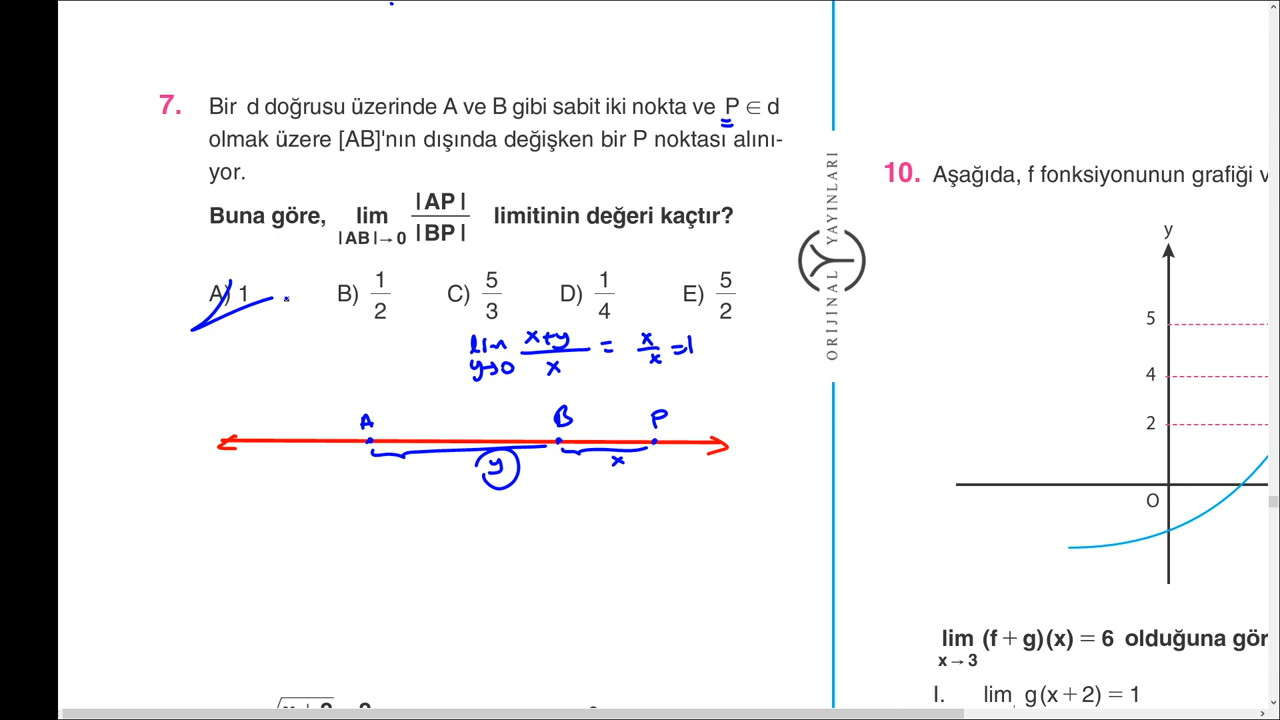 7. Bir d doğrusu üzerinde A ve B gibi sabit iki nokta ve P ∈ d
olmak üzere [AB]'nın dışında değişken bir P noktası alını-
yor.
Buna göre, lim |AB|→0 |AP| / |BP| limitinin değeri kaçtır?
A) 1 B) 1/2 C) 5/3 D) 1/4 E) 5/2
lim y→0 x+y / x = x/x = 1
A B P
y x
ORIJINAL YAYINLARI
10. Aşağıda, f fonksiyonunun grafiği v
y
5
4
2
O
lim x→3 (f + g)(x) = 6 olduğuna gör
I. lim g(x + 2) = 1